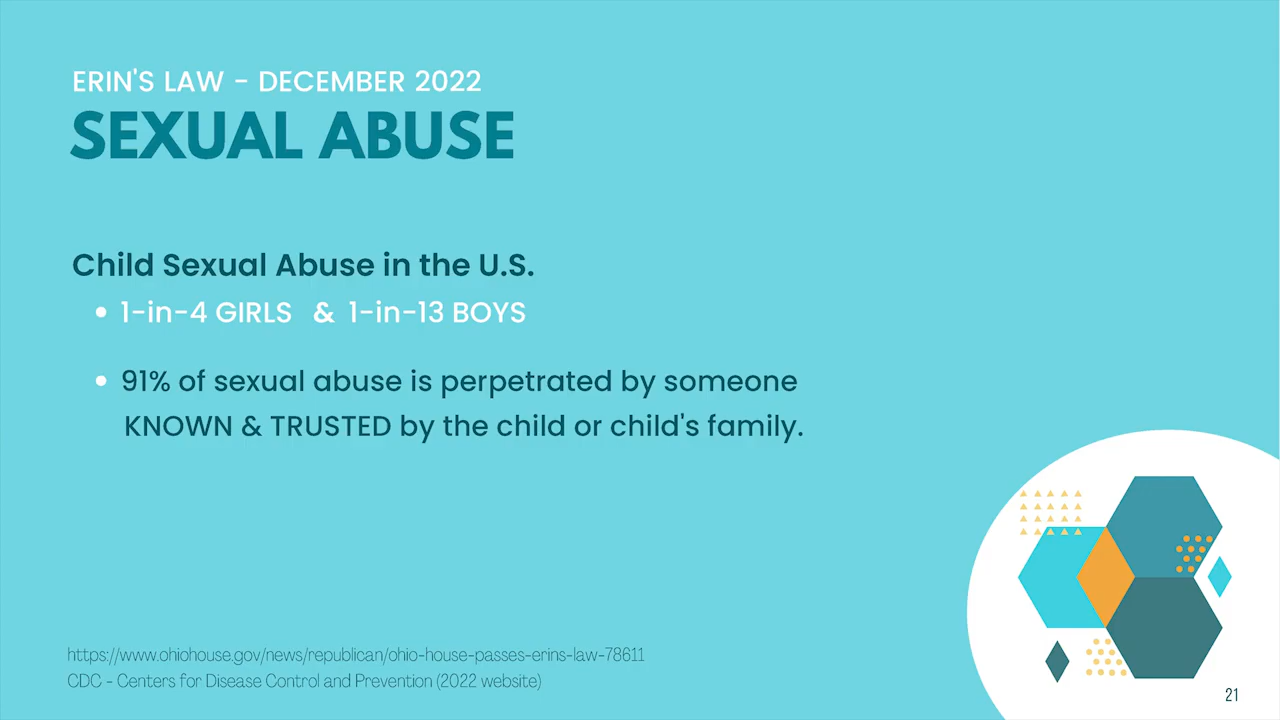 ERIN'S LAW - DECEMBER 2022
SEXUAL ABUSE
Child Sexual Abuse in the U.S.
• 1-in-4 GIRLS & 1-in-13 BOYS
• 91% of sexual abuse is perpetrated by someone
KNOWN & TRUSTED by the child or child's family.
https://www.ohiohouse.gov/news/republican/ohio-house-passes-erins-law-78611
CDC - Centers for Disease Control and Prevention (2022 website)
21